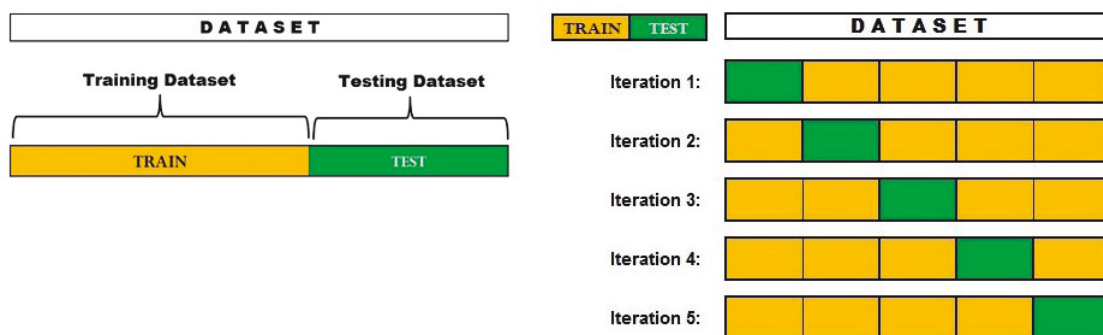 DATASET
Training Dataset
Testing Dataset
TRAIN
TEST
TRAIN
TEST
DATASET
Iteration 1:
Iteration 2:
Iteration 3:
Iteration 4:
Iteration 5: